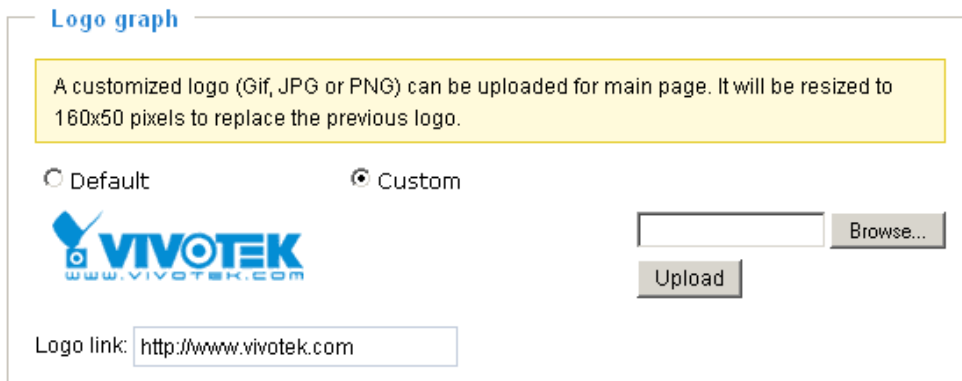 Logo graph
A customized logo (Gif, JPG or PNG) can be uploaded for main page. It will be resized to
160x50 pixels to replace the previous logo.
Default Custom
VIVOTEK
www.vivotek.com
Browse...
Upload
Logo link: http://www.vivotek.com